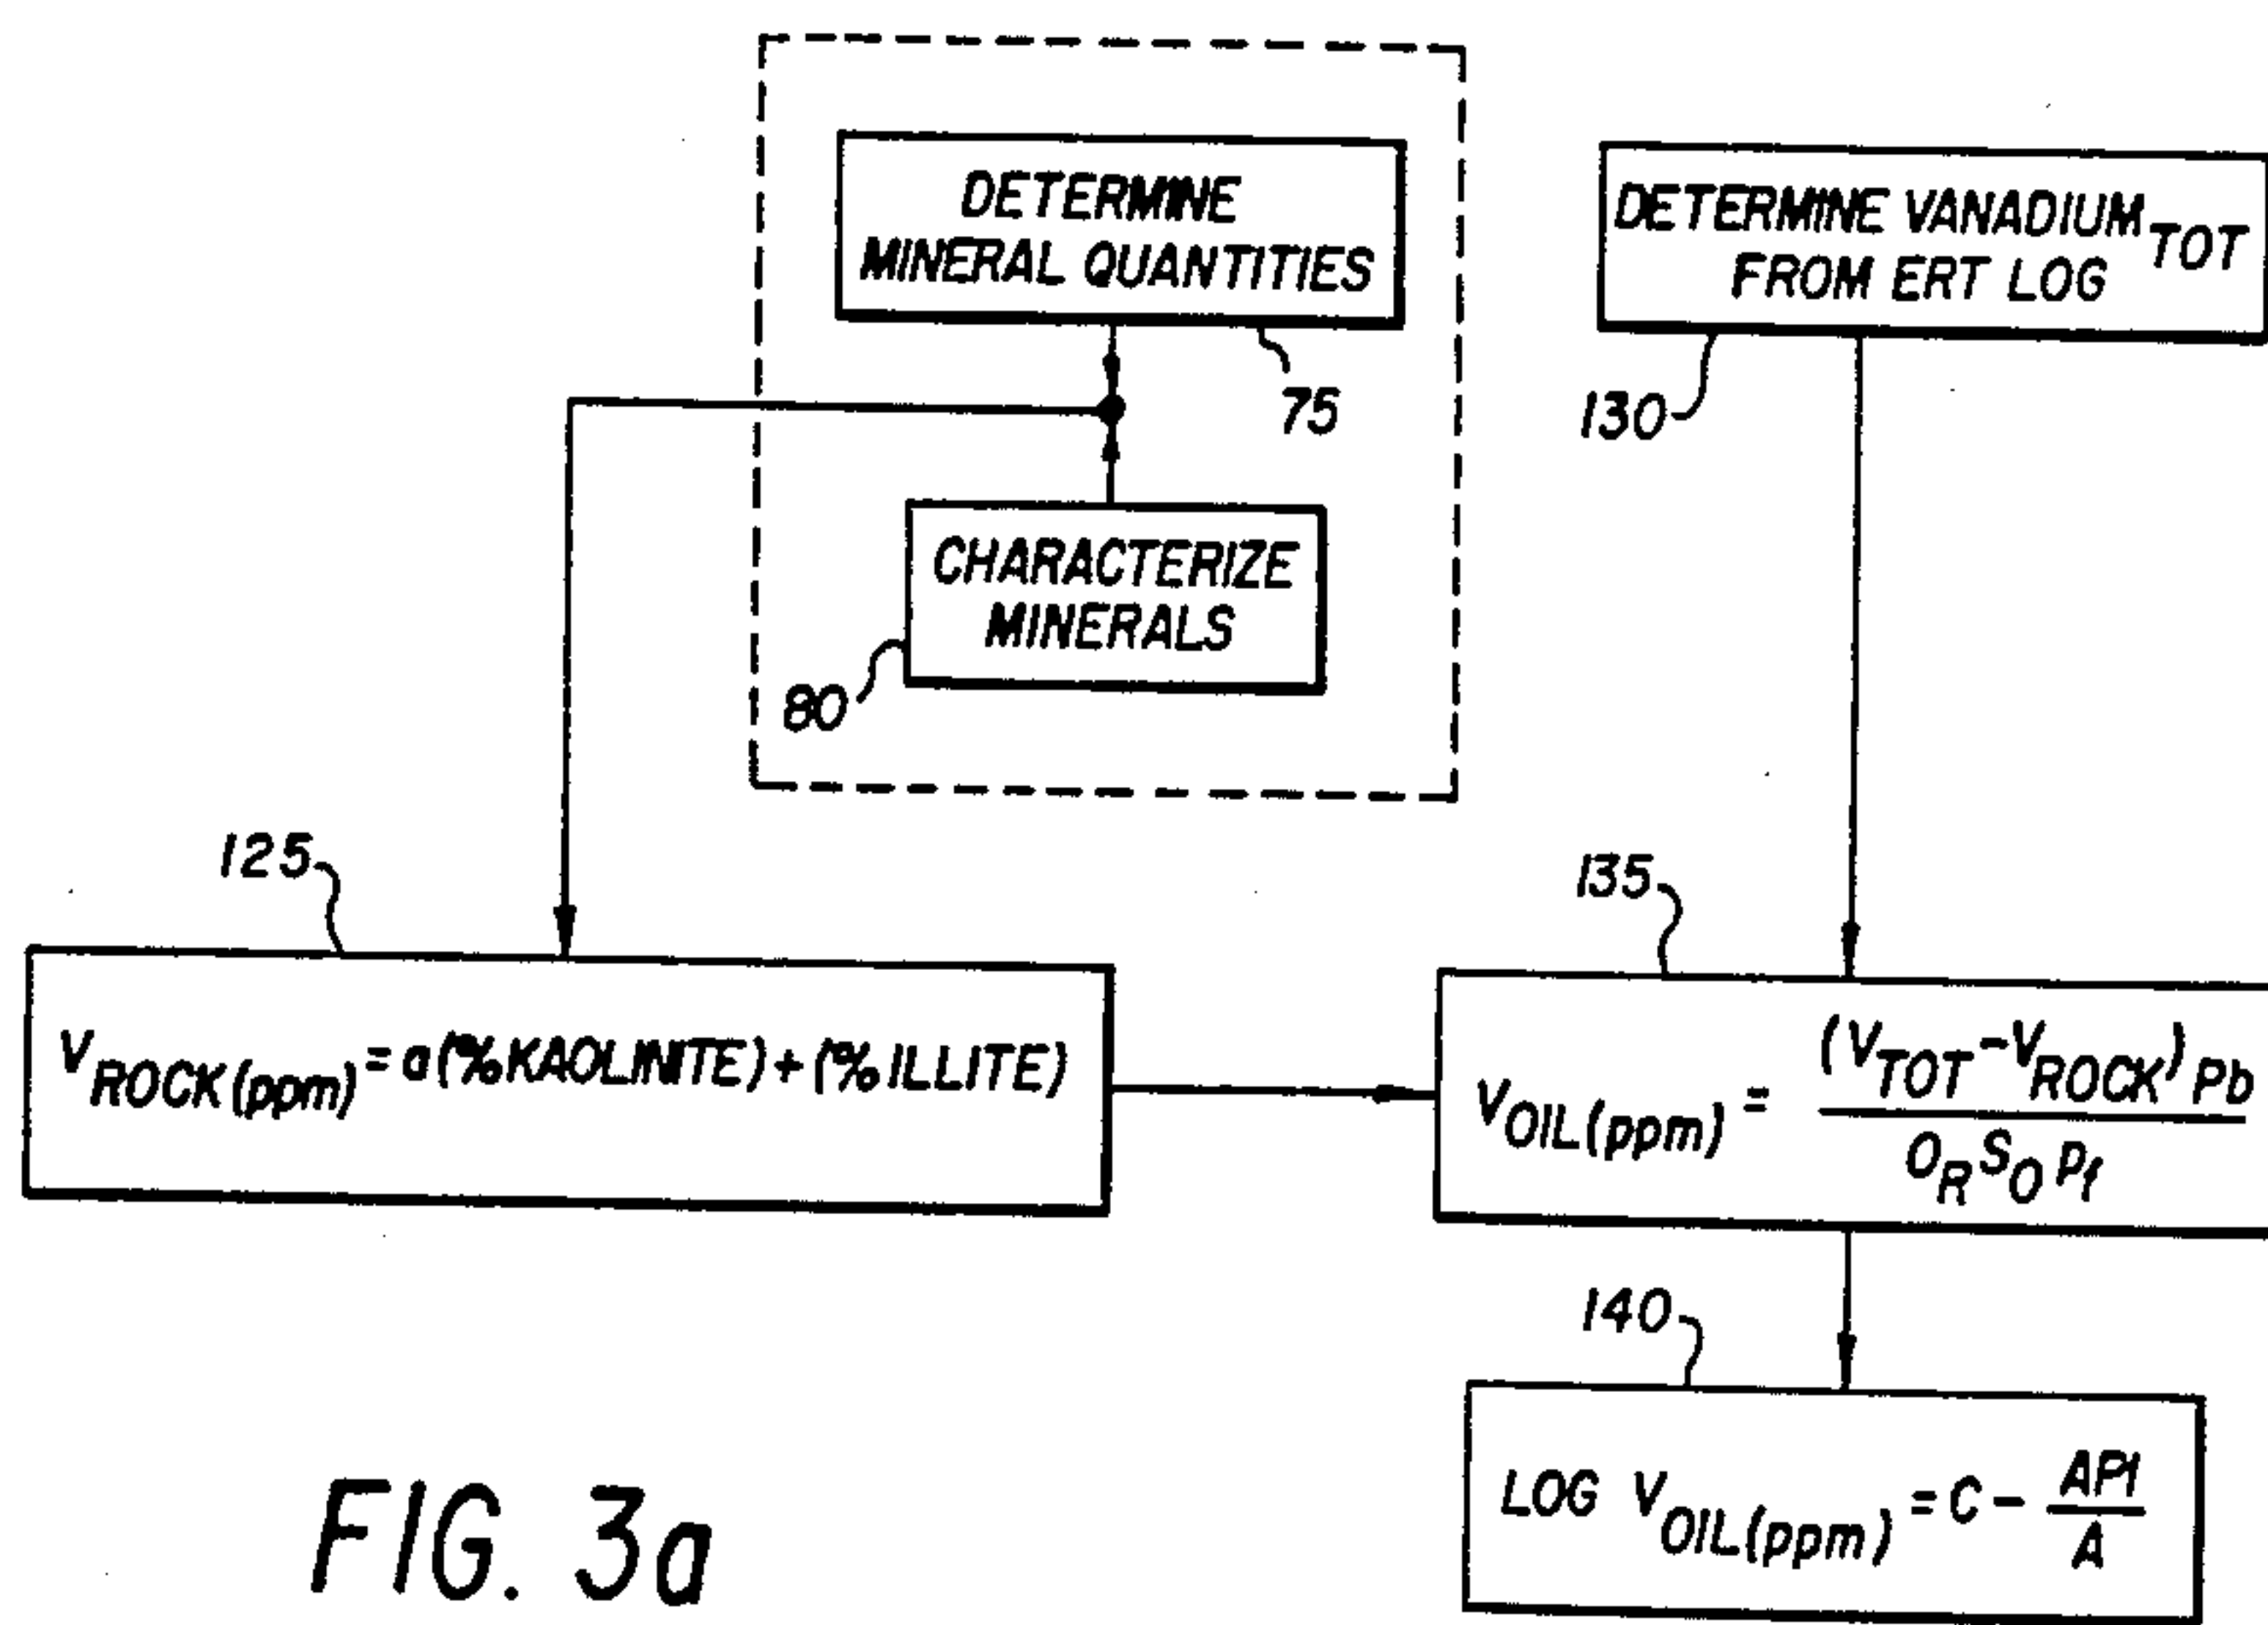 DETERMINE
MINERAL QUANTITIES
75
CHARACTERIZE
MINERALS
80
DETERMINE VANADIUM TOT
FROM ERT LOG
130
125
V ROCK(ppm) = a(%KAOLINITE) + (%ILLITE)
135
V OIL(ppm) = (V TOT - V ROCK) Pb
O R S O Pf
140
LOG V OIL(ppm) = C - API
A
FIG. 3a